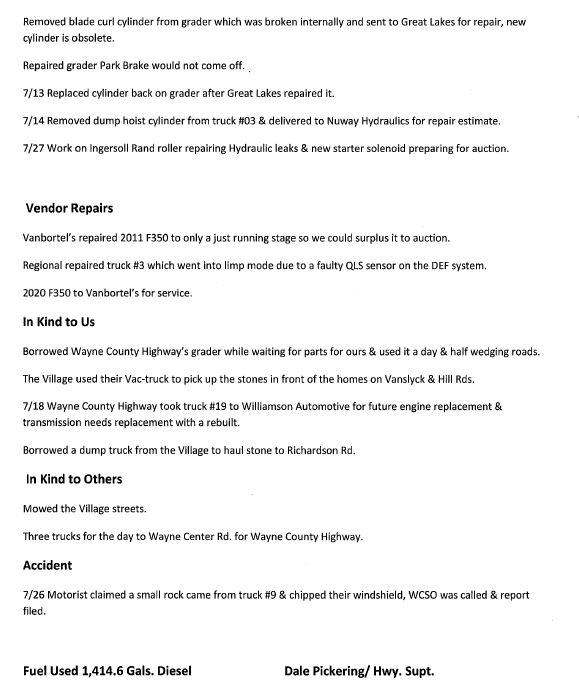 Removed blade curl cylinder from grader which was broken internally and sent to Great Lakes for repair, new
cylinder is obsolete.
Repaired grader Park Brake would not come off.
7/13 Replaced cylinder back on grader after Great Lakes repaired it.
7/14 Removed dump hoist cylinder from truck #03 & delivered to Nuway Hydraulics for repair estimate.
7/27 Work on Ingersoll Rand roller repairing Hydraulic leaks & new starter solenoid preparing for auction.
Vendor Repairs
Vanbortel's repaired 2011 F350 to only a just running stage so we could surplus it to auction.
Regional repaired truck #3 which went into limp mode due to a faulty QLS sensor on the DEF system.
2020 F350 to Vanbortel's for service.
In Kind to Us
Borrowed Wayne County Highway's grader while waiting for parts for ours & used it a day & half wedging roads.
The Village used their Vac-truck to pick up the stones in front of the homes on Vanslyck & Hill Rds.
7/18 Wayne County Highway took truck #19 to Williamson Automotive for future engine replacement &
transmission needs replacement with a rebuilt.
Borrowed a dump truck from the Village to haul stone to Richardson Rd.
In Kind to Others
Mowed the Village streets.
Three trucks for the day to Wayne Center Rd. for Wayne County Highway.
Accident
7/26 Motorist claimed a small rock came from truck #9 & chipped their windshield, WCSO was called & report
filed.
Fuel Used 1,414.6 Gals. Diesel Dale Pickering/ Hwy. Supt.